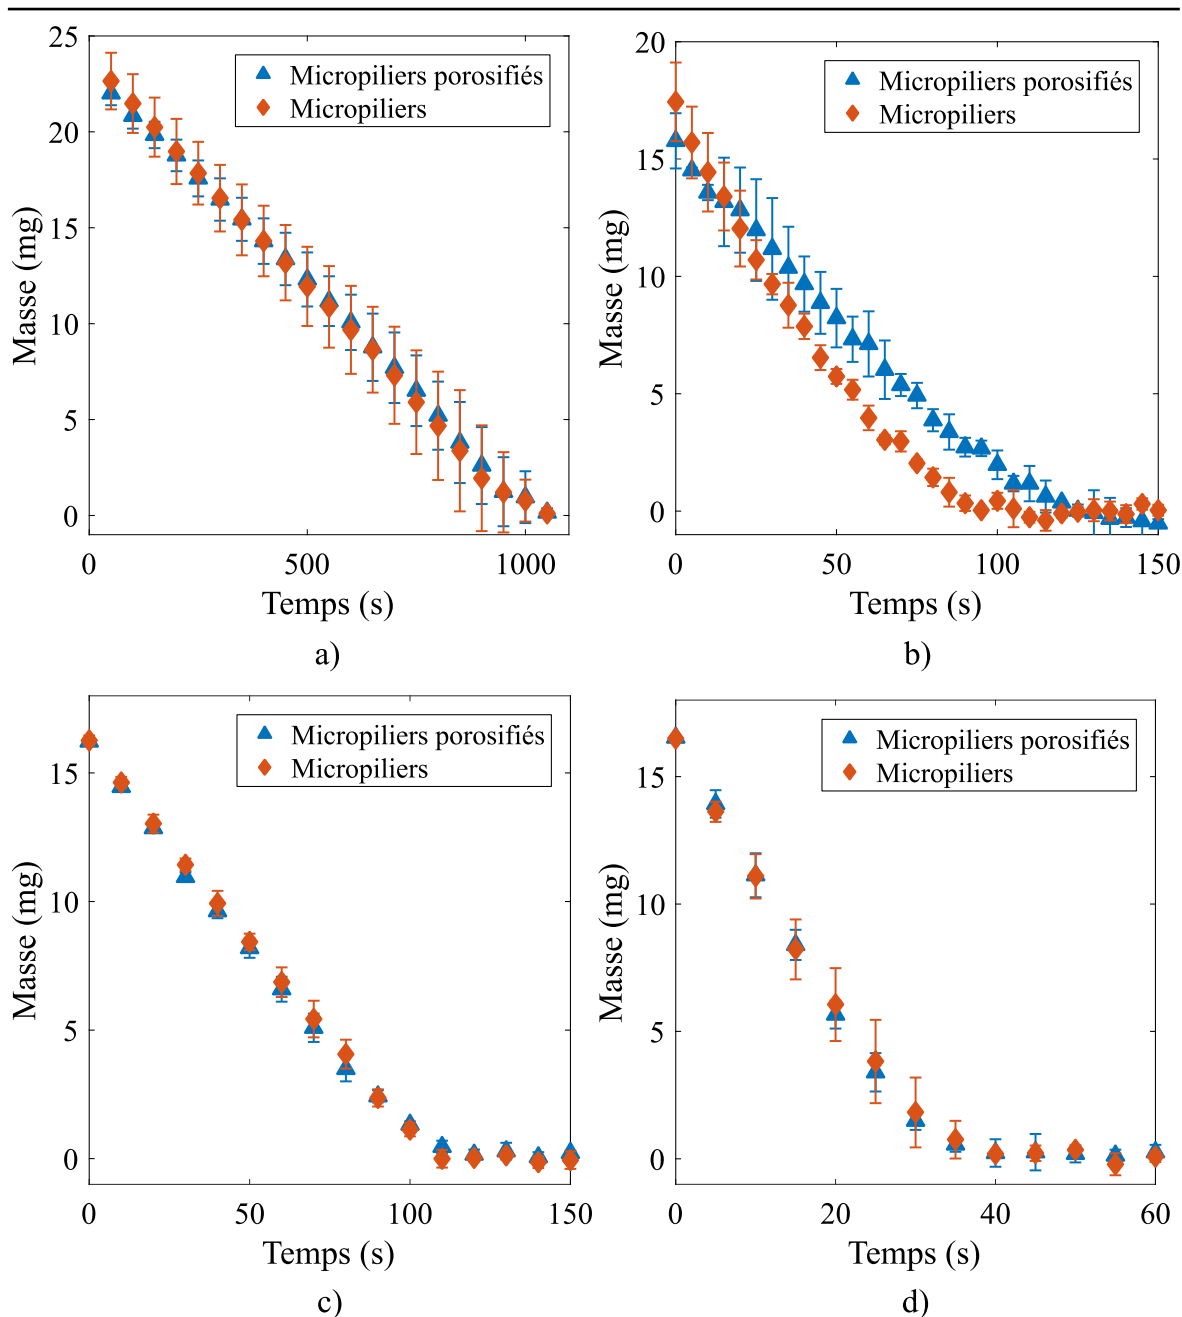 25
20
15
10
5
0
Masse (mg)
0 500 1000
Temps (s)
Micropiliers porosifiés
Micropiliers
a)
20
15
10
5
0
Masse (mg)
0 50 100 150
Temps (s)
Micropiliers porosifiés
Micropiliers
b)
15
10
5
0
Masse (mg)
0 50 100 150
Temps (s)
Micropiliers porosifiés
Micropiliers
c)
15
10
5
0
Masse (mg)
0 20 40 60
Temps (s)
Micropiliers porosifiés
Micropiliers
d)